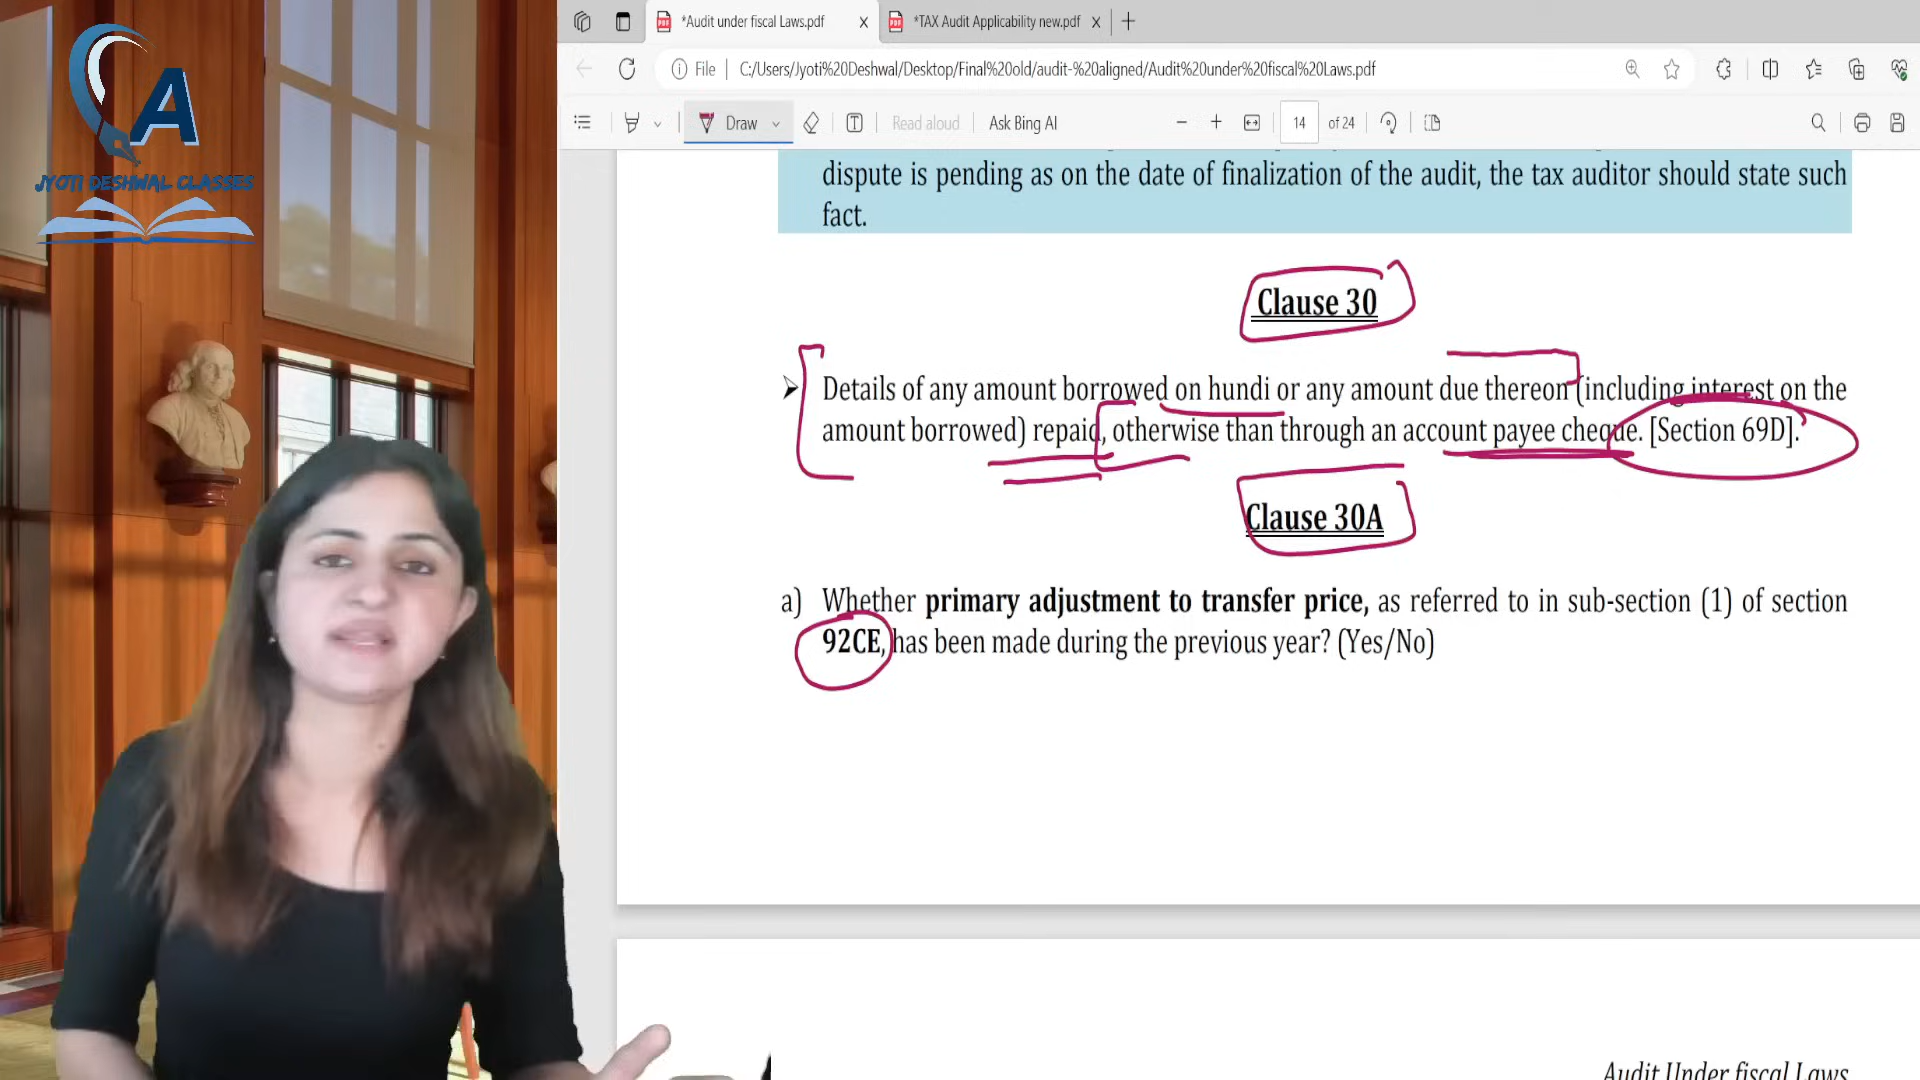 CA
JYOTI DESHWAL CLASSES
*Audit under fiscal Laws.pdf
*TAX Audit Applicability new.pdf
File C:/Users/Jyoti%20Deshwal/Desktop/Final%20old/audit-%20aligned/Audit%20under%20fiscal%20Laws.pdf
Draw Read aloud Ask Bing AI 14 of 24
dispute is pending as on the date of finalization of the audit, the tax auditor should state such
fact.
Clause 30
➤ Details of any amount borrowed on hundi or any amount due thereon (including interest on the
amount borrowed) repaid, otherwise than through an account payee cheque. [Section 69D].
Clause 30A
a) Whether primary adjustment to transfer price, as referred to in sub-section (1) of section
92CE, has been made during the previous year? (Yes/No)
Audit Under fiscal Laws